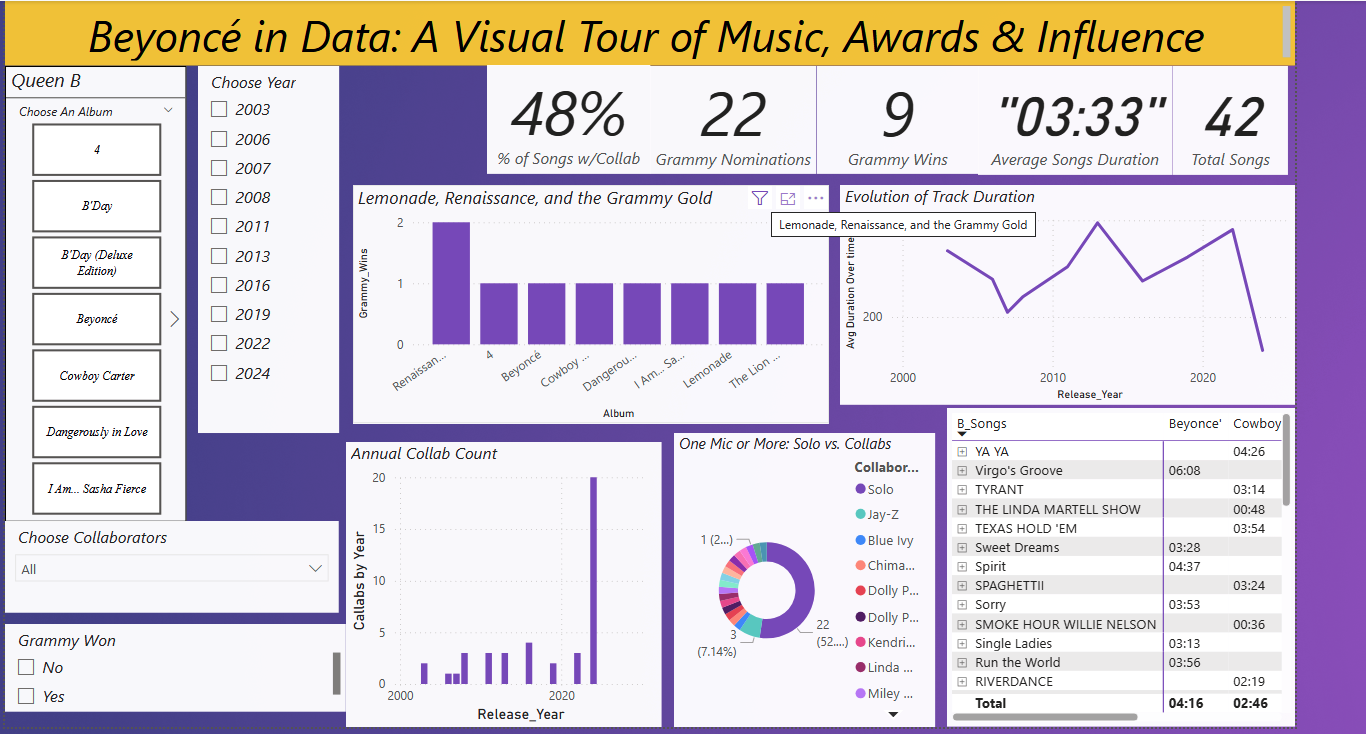 Beyoncé in Data: A Visual Tour of Music, Awards & Influence
Queen B
Choose An Album
4
B'Day
B'Day (Deluxe
Edition)
Beyoncé
Cowboy Carter
Dangerously in Love
I Am... Sasha Fierce
Choose Year
2003
2006
2007
2008
2011
2013
2016
2019
2022
2024
48%
% of Songs w/Collab
22
Grammy Nominations
9
Grammy Wins
"03:33"
Average Songs Duration
42
Total Songs
Lemonade, Renaissance, and the Grammy Gold
Lemonade, Renaissance, and the Grammy Gold
Grammy_Wins
2
1
0
Renaissan...
4
Beyoncé
Cowboy ...
Dangerou...
I Am... Sa...
Lemonade
The Lion ...
Album
Evolution of Track Duration
Avg Duration Over time
200
2000
2010
2020
Release_Year
Choose Collaborators
All
Grammy Won
No
Yes
Annual Collab Count
Callabs by Year
20
15
10
5
0
2000
2020
Release_Year
One Mic or More: Solo vs. Collabs
1 (2...)
3
(7.14%)
22
(52....)
Collabor...
Solo
Jay-Z
Blue Ivy
Chima...
Dolly P...
Dolly P...
Kendri...
Linda ...
Miley ...
B_Songs Beyonce' Cowboy
YA YA 04:26
Virgo's Groove 06:08
TYRANT 03:14
THE LINDA MARTELL SHOW 00:48
TEXAS HOLD 'EM 03:54
Sweet Dreams 03:28
Spirit 04:37
SPAGHETTII 03:24
Sorry 03:53
SMOKE HOUR WILLIE NELSON 00:36
Single Ladies 03:13
Run the World 03:56
RIVERDANCE 02:19
Total 04:16 02:46